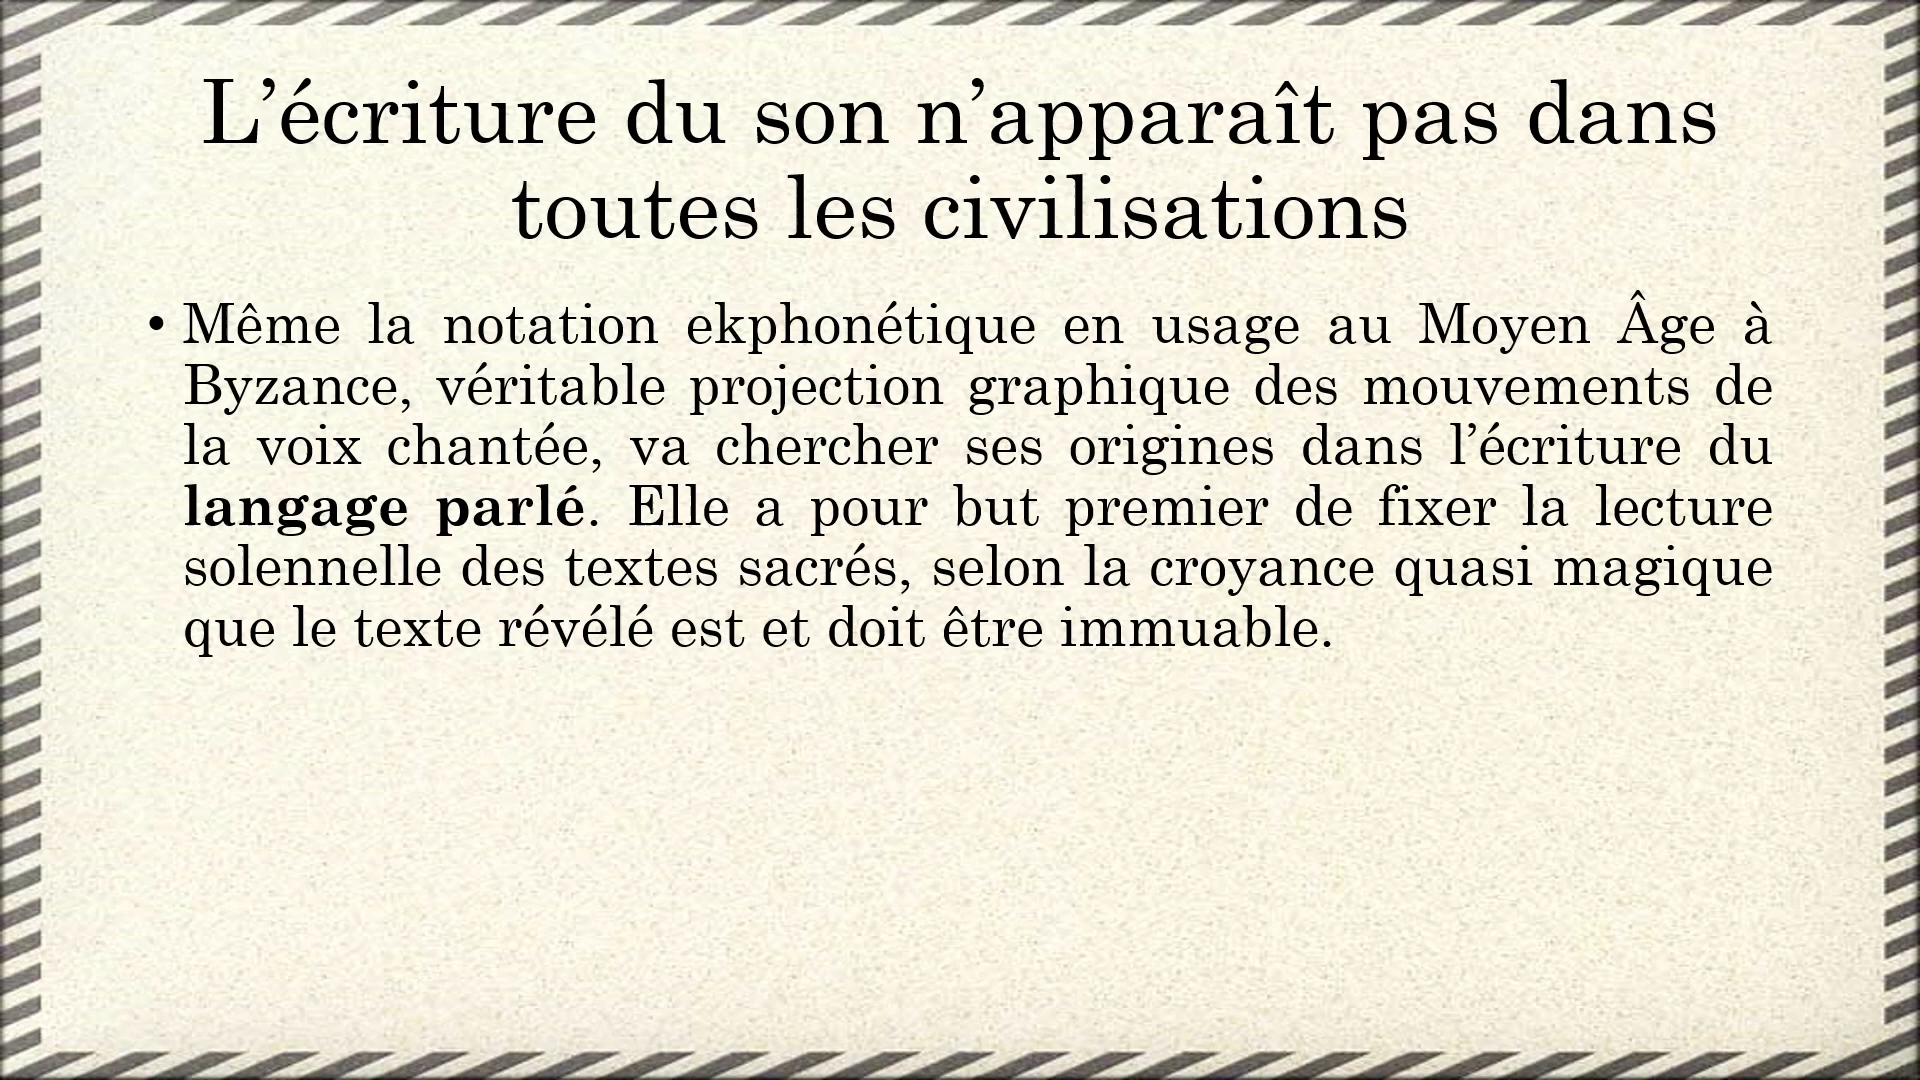 L’écriture du son n’apparaît pas dans
toutes les civilisations
• Même la notation ekphonétique en usage au Moyen Âge à
Byzance, véritable projection graphique des mouvements de
la voix chantée, va chercher ses origines dans l’écriture du
langage parlé. Elle a pour but premier de fixer la lecture
solennelle des textes sacrés, selon la croyance quasi magique
que le texte révélé est et doit être immuable.